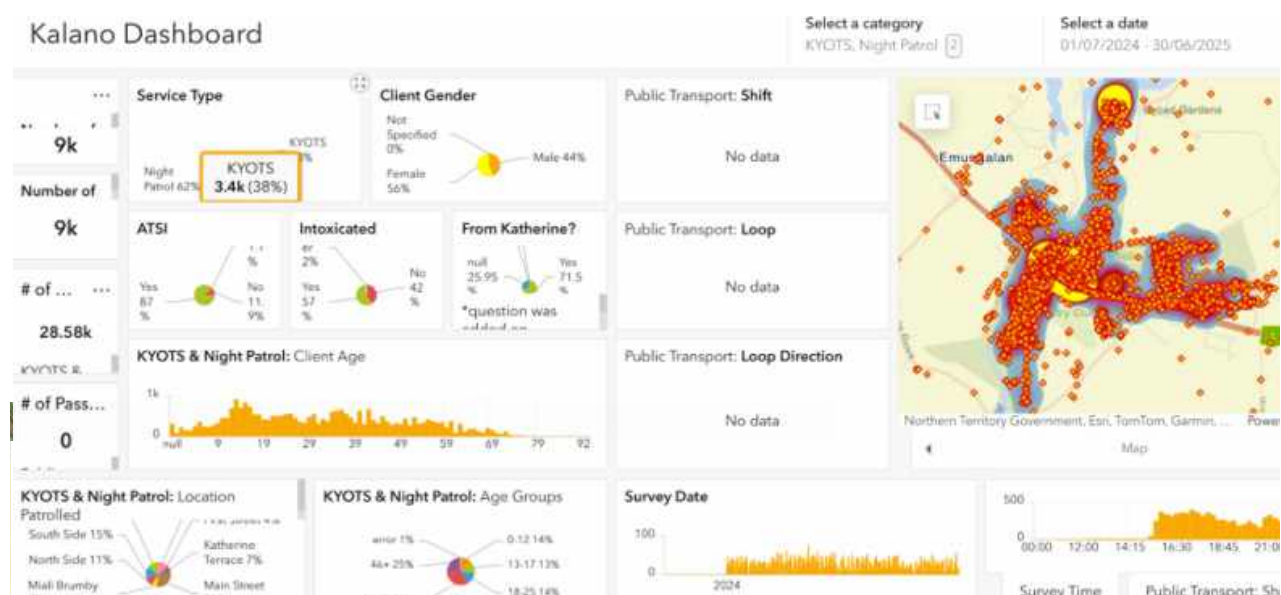 Kalano Dashboard
Select a category
KYOTS, Night Patrol 2
Select a date
01/07/2024 - 30/06/2025
9k
Number of
9k
# of ...
28.58k
KYOTS &
# of Pass...
0
Service Type
KYOTS
Night
Patrol 62%
KYOTS
3.4k (38%)
Client Gender
Not
Specified
0%
Male 44%
Female
56%
ATSI
%
Yes
87
%
No
11.
9%
Intoxicated
er
2%
Yes
57
%
No
42
%
From Katherine?
null
25.95
%
Yes
71.5
%
*question was
KYOTS & Night Patrol: Client Age
1k
0
null
9
19
29
39
49
59
69
79
92
Public Transport: Shift
No data
Public Transport: Loop
No data
Public Transport: Loop Direction
No data
Northern Territory Government, Esri, TomTom, Garmin, ...
Power
Map
KYOTS & Night Patrol: Location
Patrolled
South Side 15%
North Side 11%
Miali Brumby
Katherine
Terrace 7%
Main Street
KYOTS & Night Patrol: Age Groups
error 1%
46+ 25%
0-12 14%
13-17 13%
18-25 14%
Survey Date
100
0
2024
500
0
00:00
12:00
14:15
16:30
18:45
21:0
Survey Time
Public Transport: Sh